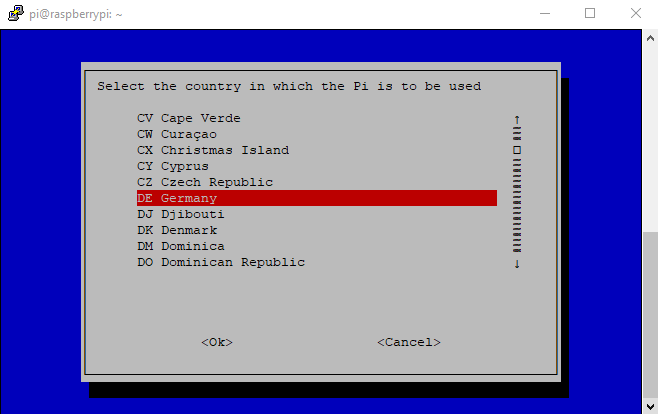 pi@raspberrypi: ~
Select the country in which the Pi is to be used
CV Cape Verde
CW Curaçao
CX Christmas Island
CY Cyprus
CZ Czech Republic
DE Germany
DJ Djibouti
DK Denmark
DM Dominica
DO Dominican Republic
<Ok> <Cancel>